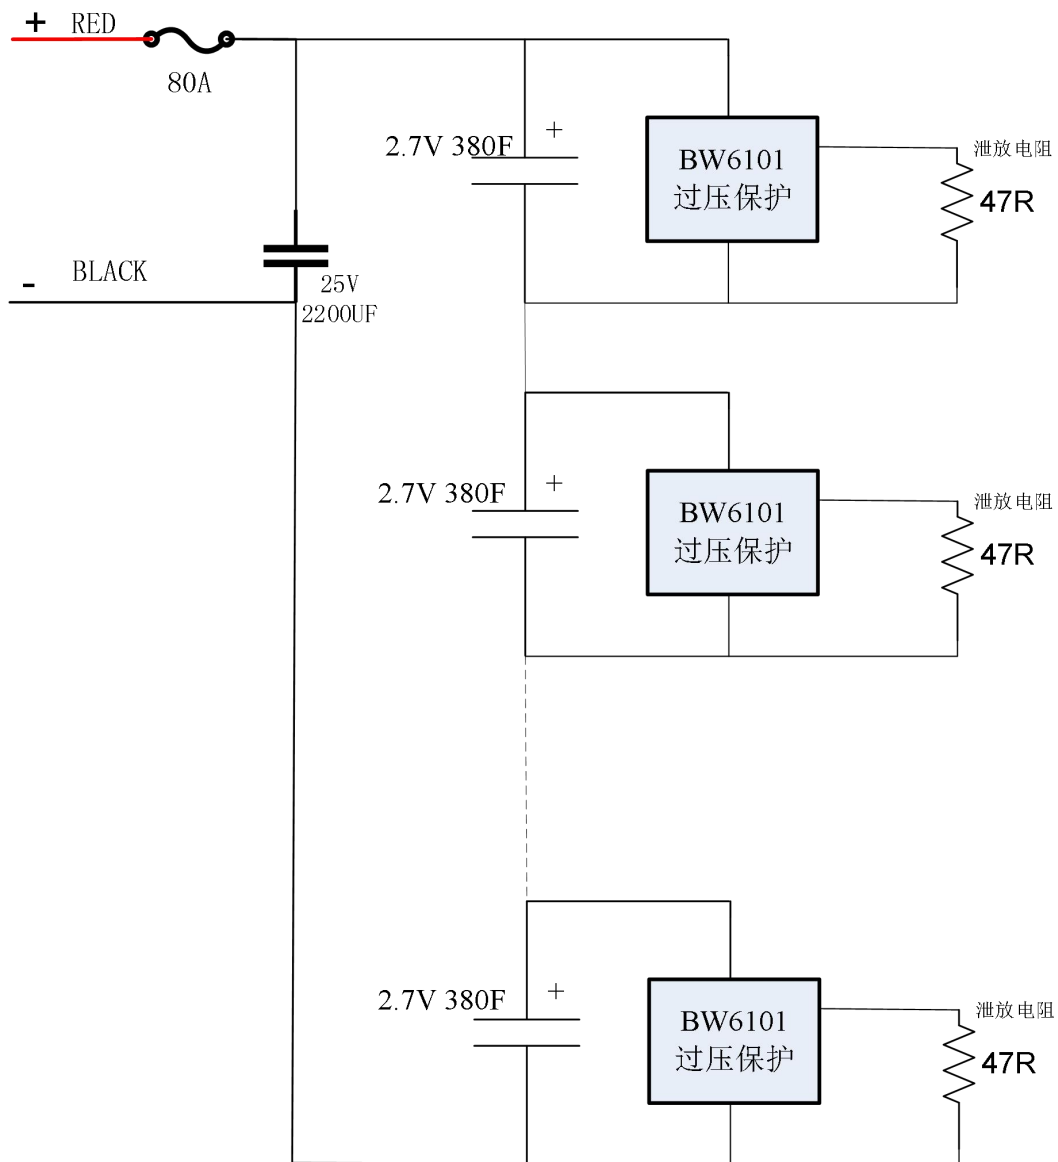 + RED
80A
2.7V 380F
+
BW6101
过压保护
泄放电阻
47R
- BLACK
25V
2200UF
2.7V 380F
+
BW6101
过压保护
泄放电阻
47R
2.7V 380F
+
BW6101
过压保护
泄放电阻
47R